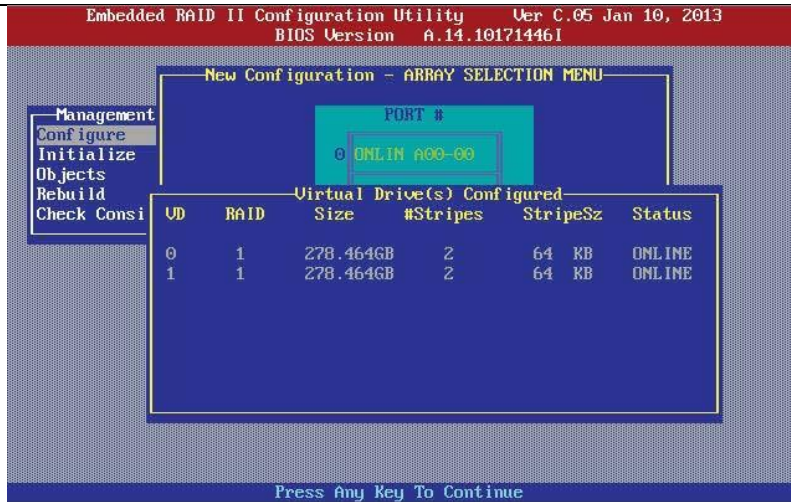 Embedded RAID II Configuration Utility Ver C.05 Jan 10, 2013
BIOS Version A.14.10171446I
New Configuration - ARRAY SELECTION MENU
PORT #
0 ONLIN A00-00
Management
Configure
Initialize
Objects
Rebuild
Check Consi
Virtual Drive(s) Configured
VD RAID Size #Stripes StripeSz Status
0 1 278.464GB 2 64 KB ONLINE
1 1 278.464GB 2 64 KB ONLINE
Press Any Key To Continue